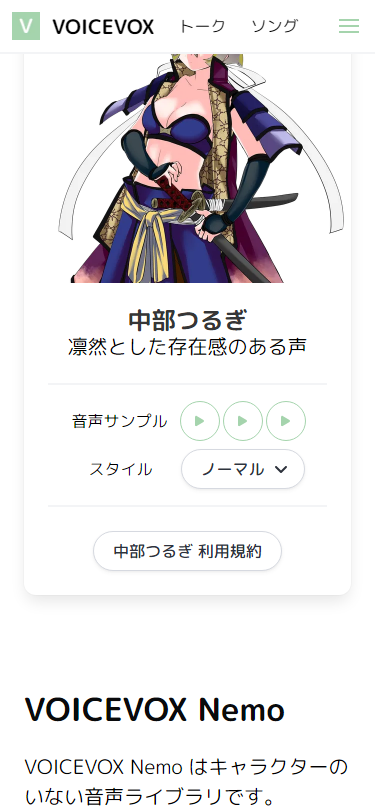 V VOICEVOX トーク ソング
中部つるぎ
凛然とした存在感のある声
音声サンプル
スタイル ノーマル
中部つるぎ 利用規約
VOICEVOX Nemo
VOICEVOX Nemo はキャラクターの
いない音声ライブラリです。